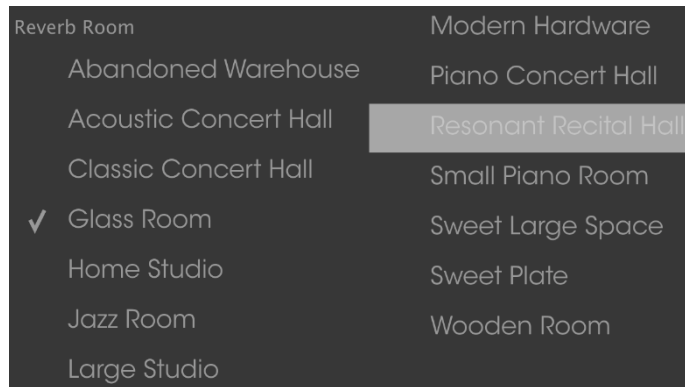 Reverb Room
Abandoned Warehouse
Acoustic Concert Hall
Classic Concert Hall
✓ Glass Room
Home Studio
Jazz Room
Large Studio
Modern Hardware
Piano Concert Hall
Resonant Recital Hall
Small Piano Room
Sweet Large Space
Sweet Plate
Wooden Room